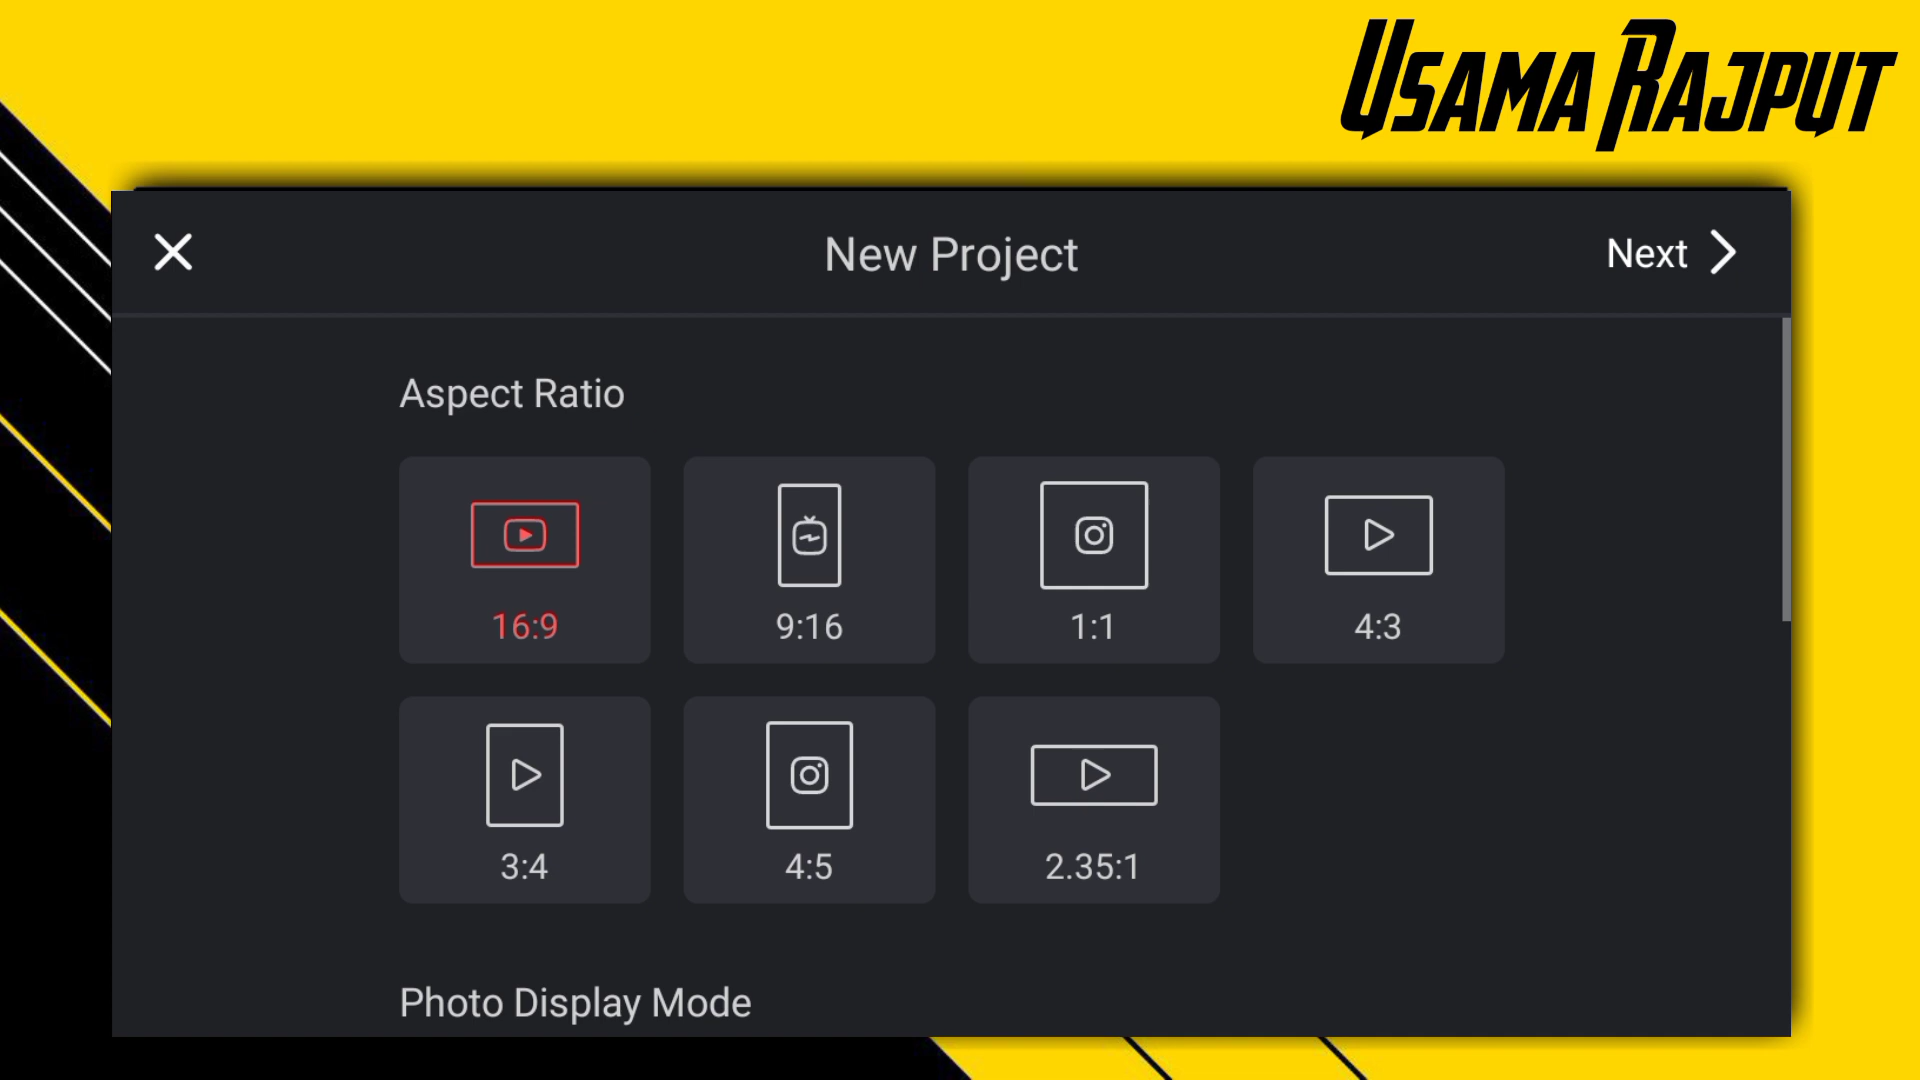 Usama Rajput
New Project
Next
Aspect Ratio
16:9
9:16
1:1
4:3
3:4
4:5
2.35:1
Photo Display Mode